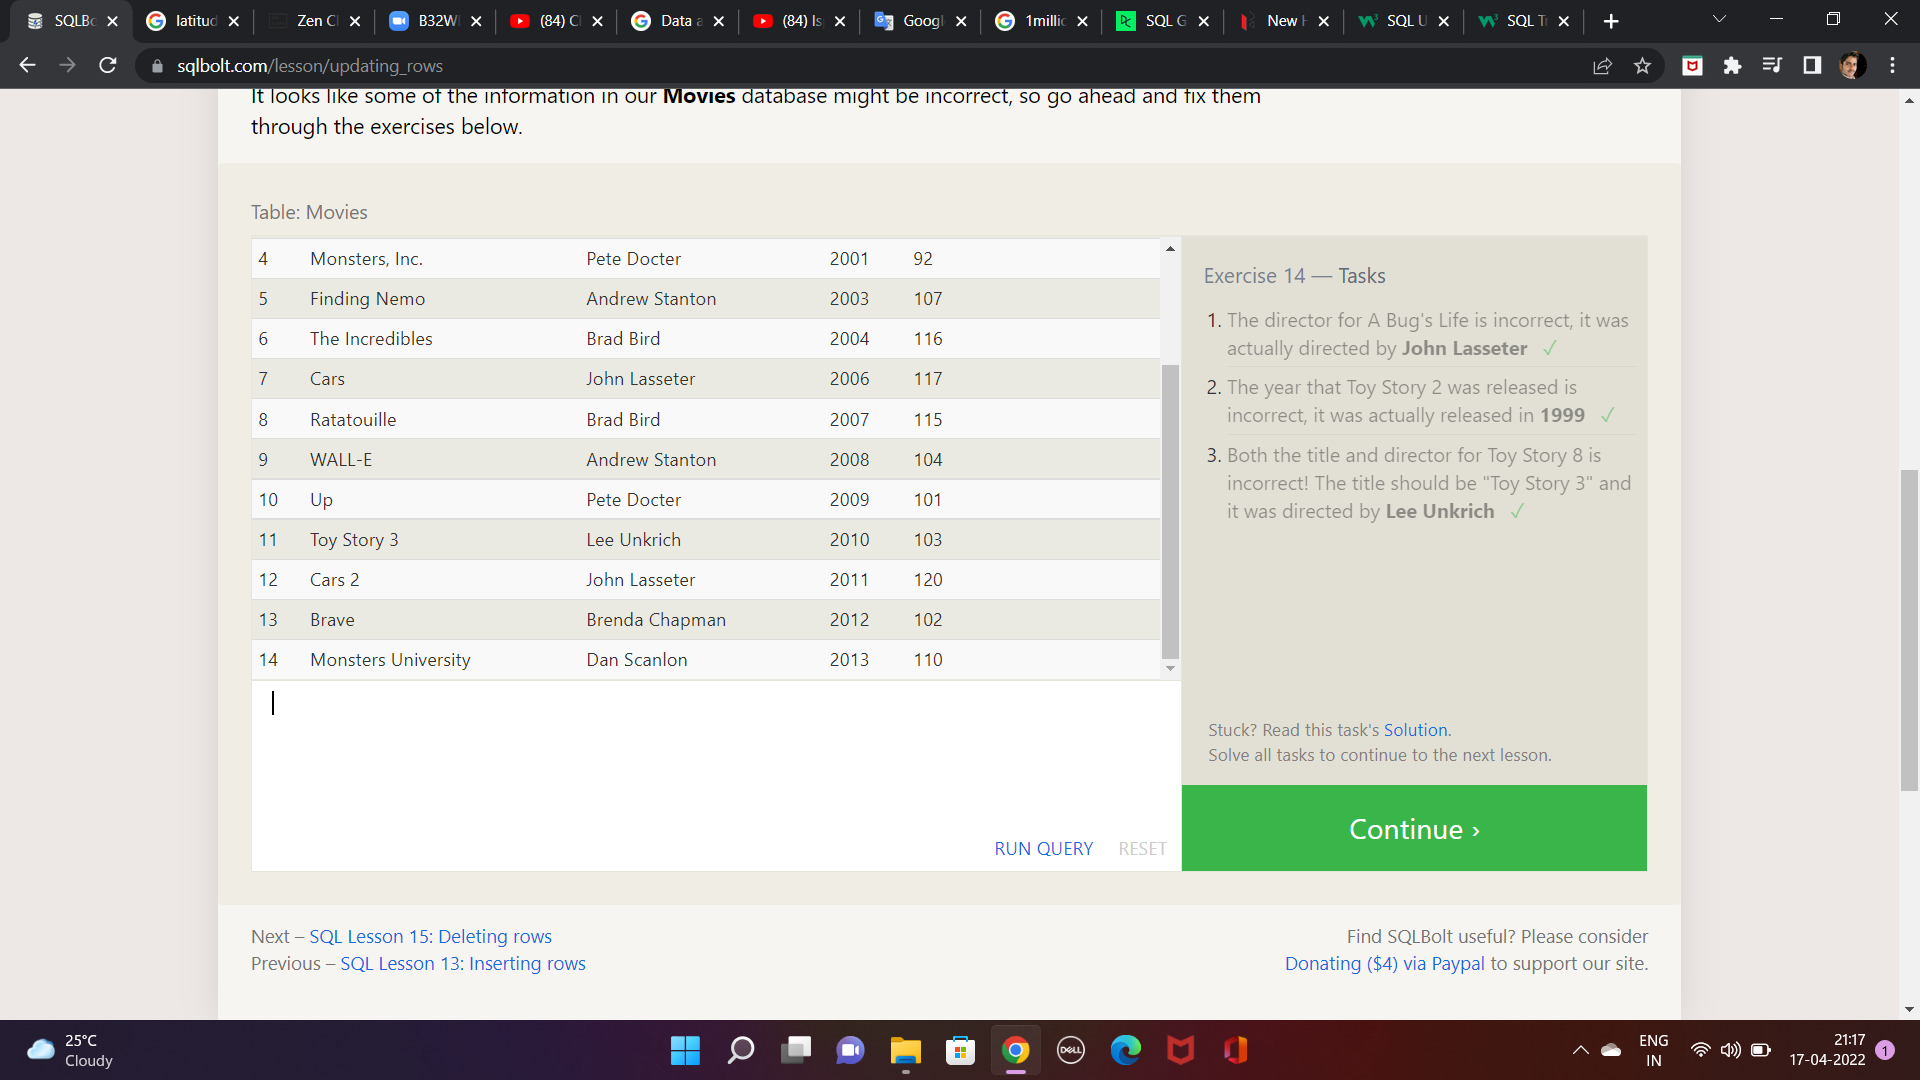 SQLBo
latitud
Zen Cl
B32WI
(84) Cl
Data a
(84) Is
Googl
1millic
SQL G
New H
SQL U
SQL Tr
sqlbolt.com/lesson/updating_rows
It looks like some of the information in our Movies database might be incorrect, so go ahead and fix them
through the exercises below.
Table: Movies
4 Monsters, Inc. Pete Docter 2001 92
5 Finding Nemo Andrew Stanton 2003 107
6 The Incredibles Brad Bird 2004 116
7 Cars John Lasseter 2006 117
8 Ratatouille Brad Bird 2007 115
9 WALL-E Andrew Stanton 2008 104
10 Up Pete Docter 2009 101
11 Toy Story 3 Lee Unkrich 2010 103
12 Cars 2 John Lasseter 2011 120
13 Brave Brenda Chapman 2012 102
14 Monsters University Dan Scanlon 2013 110
RUN QUERY RESET
Exercise 14 — Tasks
1. The director for A Bug's Life is incorrect, it was
actually directed by John Lasseter ✓
2. The year that Toy Story 2 was released is
incorrect, it was actually released in 1999 ✓
3. Both the title and director for Toy Story 8 is
incorrect! The title should be "Toy Story 3" and
it was directed by Lee Unkrich ✓
Stuck? Read this task's Solution.
Solve all tasks to continue to the next lesson.
Continue ›
Next – SQL Lesson 15: Deleting rows
Previous – SQL Lesson 13: Inserting rows
Find SQLBolt useful? Please consider
Donating ($4) via Paypal to support our site.
25°C
Cloudy
DELL
ENG
IN
21:17
17-04-2022
1